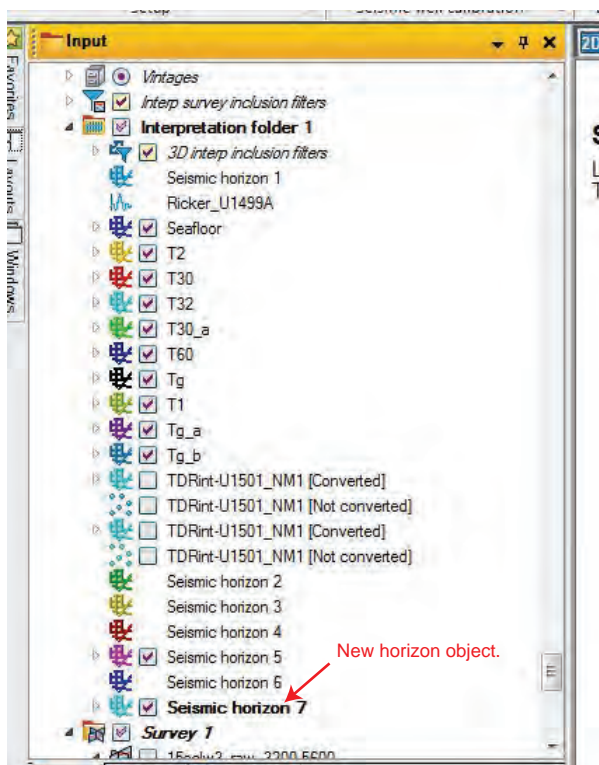 Input
2D
Vintages
Interp survey inclusion filters
Interpretation folder 1
3D interp inclusion filters
Seismic horizon 1
Ricker_U1499A
Seafloor
T2
T30
T32
T30_a
T60
Tg
T1
Tg_a
Tg_b
TDRint-U1501_NM1 [Converted]
TDRint-U1501_NM1 [Not converted]
TDRint-U1501_NM1 [Converted]
TDRint-U1501_NM1 [Not converted]
Seismic horizon 2
Seismic horizon 3
Seismic horizon 4
Seismic horizon 5
New horizon object.
Seismic horizon 6
Seismic horizon 7
Survey 1
Favorites
Layouts
Windows